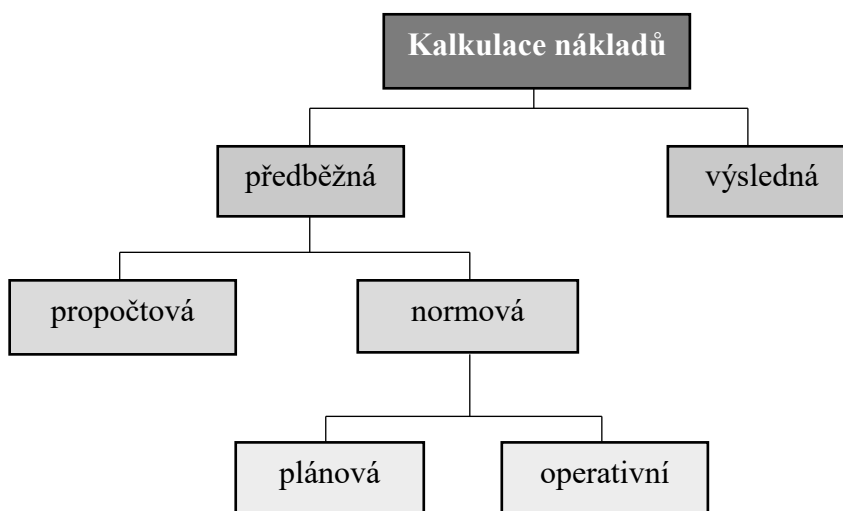 Kalkulace nákladů
předběžná
výsledná
propočtová
normová
plánová
operativní